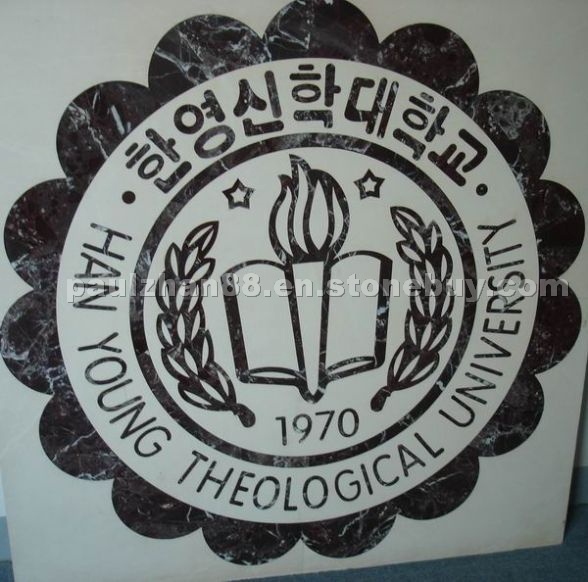 한영신학대학교
HAN YOUNG THEOLOGICAL UNIVERSITY
1970
paulzhan88.en.stonebuy.com